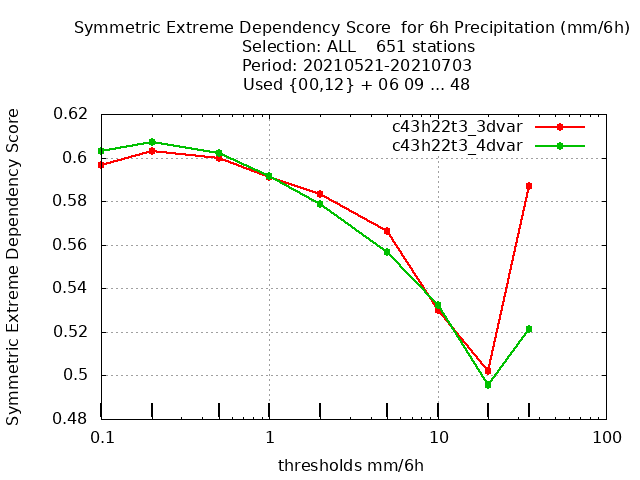 Symmetric Extreme Dependency Score  for 6h Precipitation (mm/6h)
Selection: ALL    651 stations
Period: 20210521-20210703
Used {00,12} + 06 09 ... 48
c43h22t3_3dvar
c43h22t3_4dvar
Symmetric Extreme Dependency Score
0.62
0.6
0.58
0.56
0.54
0.52
0.5
0.48
0.1
1
10
100
thresholds mm/6h